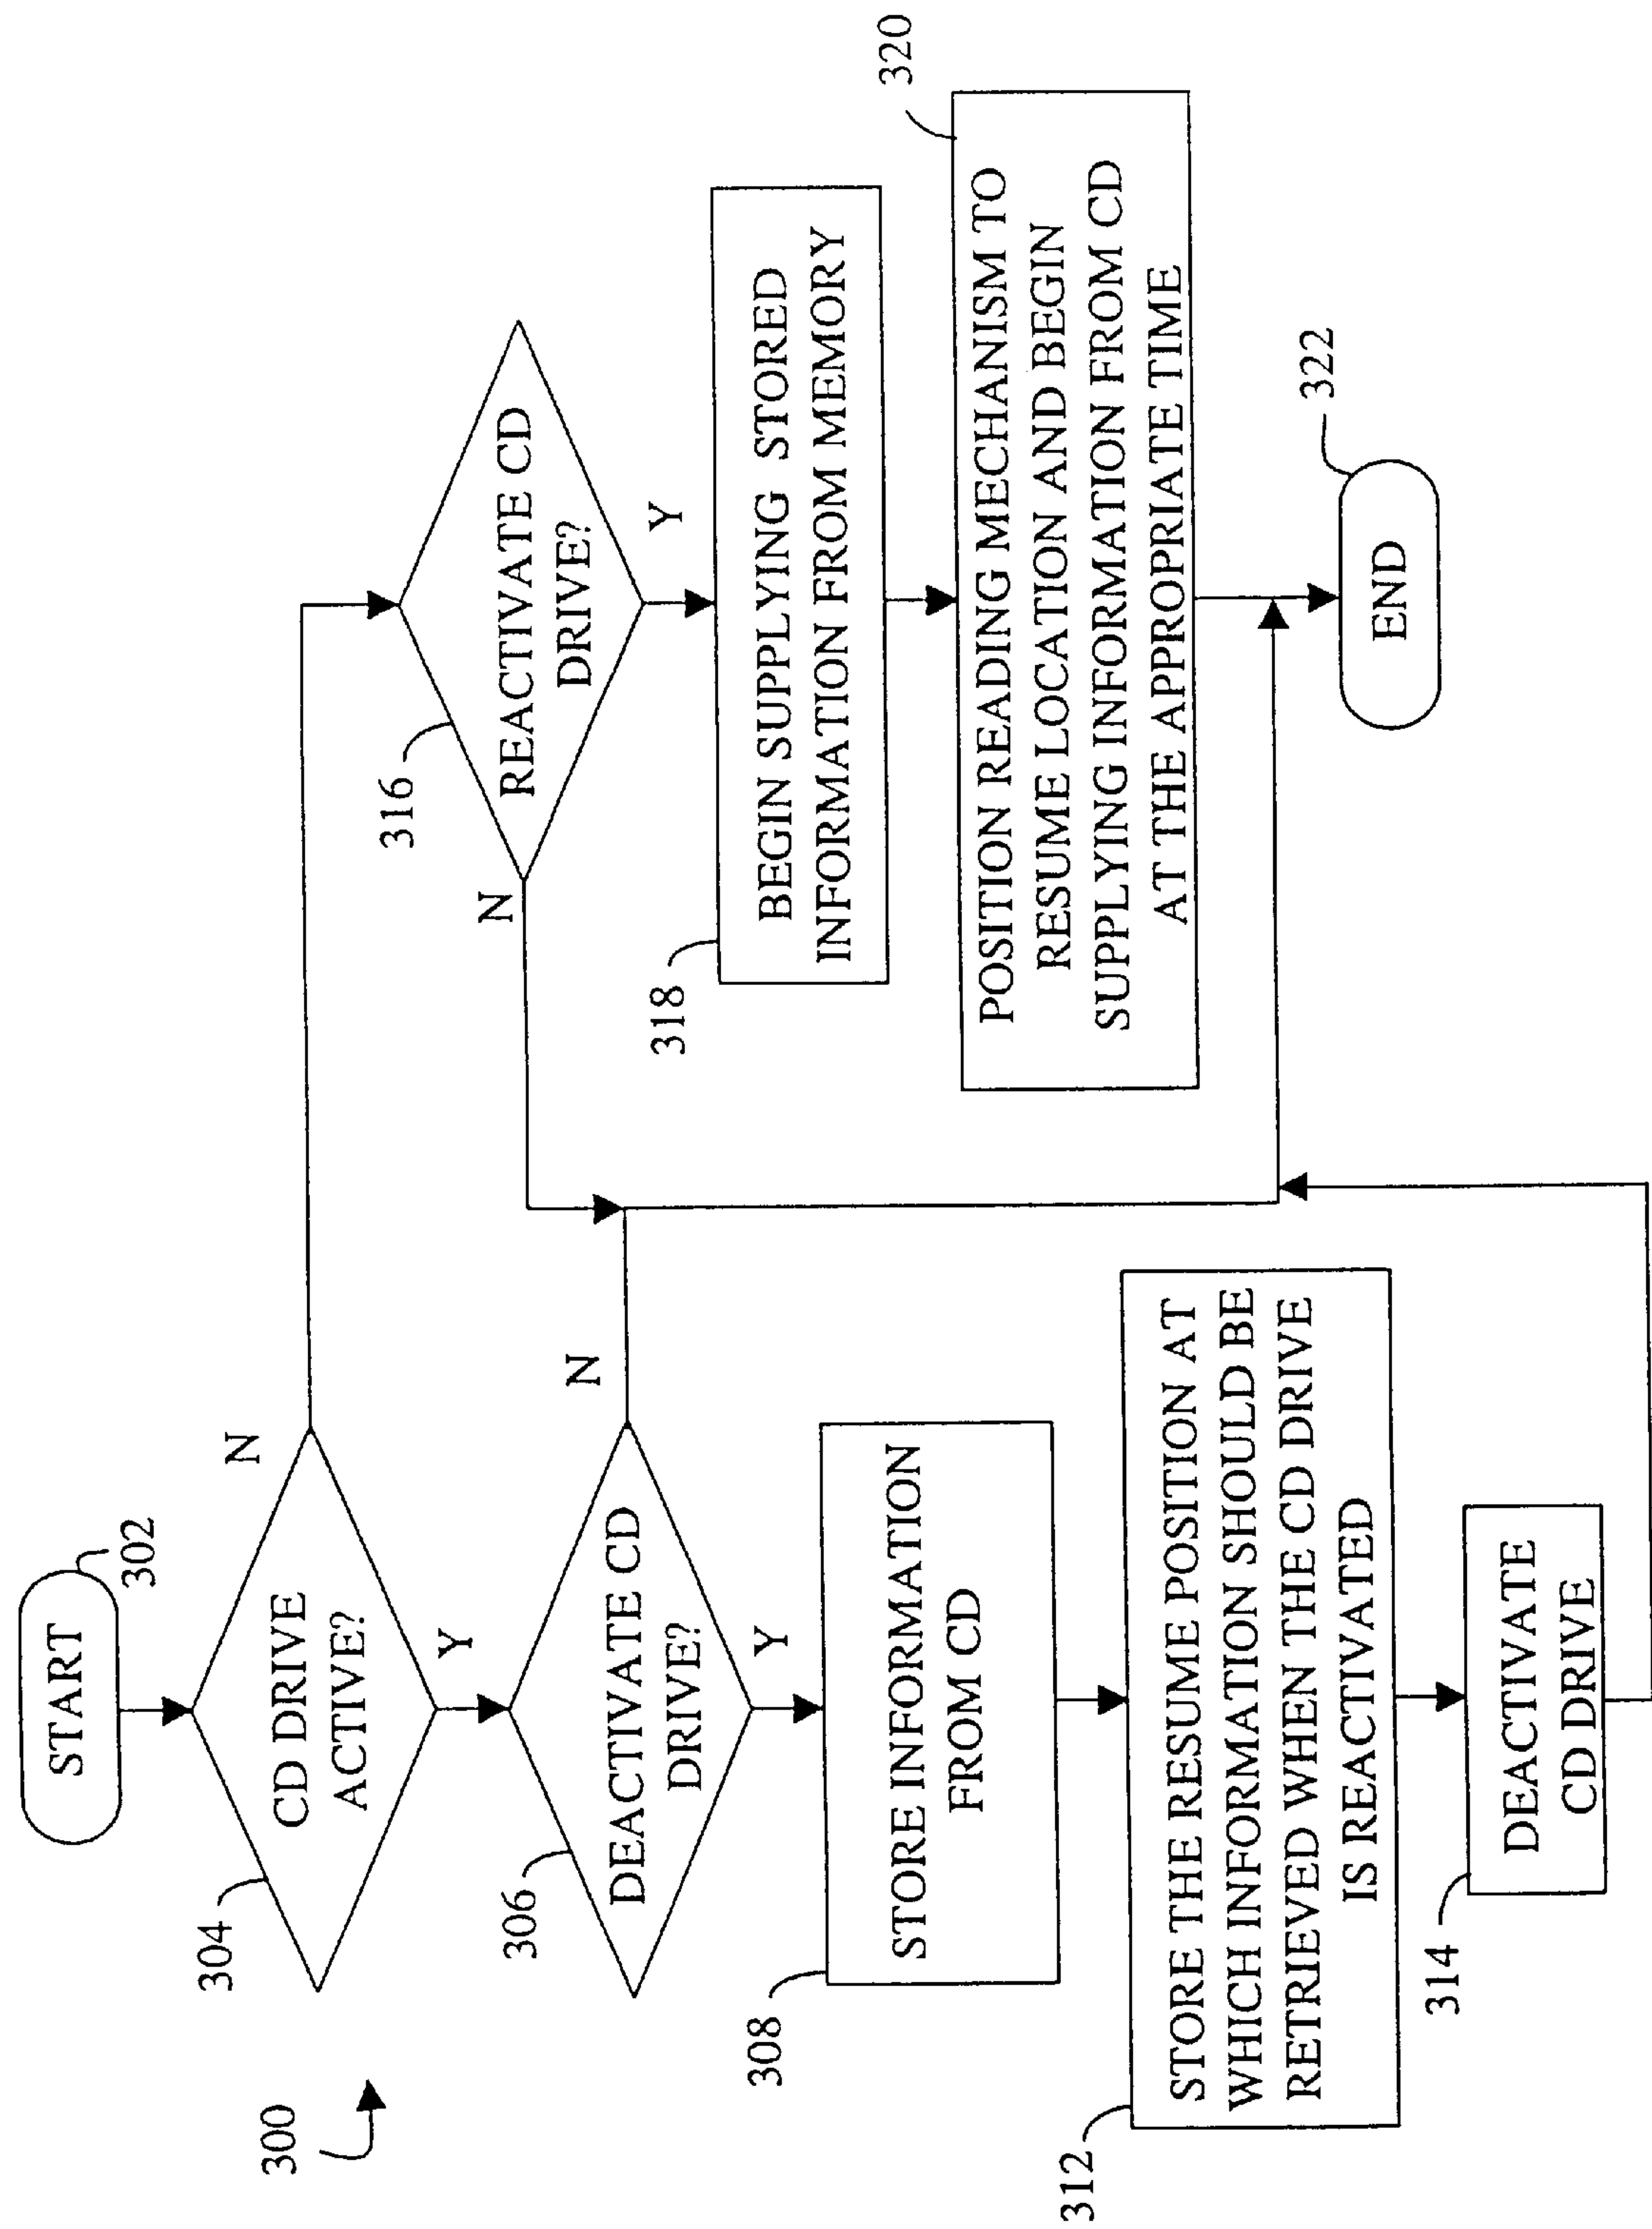 300
START
302
304
CD DRIVE
ACTIVE?
N
Y
306
DEACTIVATE CD
DRIVE?
N
Y
308
STORE INFORMATION
FROM CD
312
STORE THE RESUME POSITION AT
WHICH INFORMATION SHOULD BE
RETRIEVED WHEN THE CD DRIVE
IS REACTIVATED
314
DEACTIVATE
CD DRIVE
316
REACTIVATE CD
DRIVE?
N
Y
318
BEGIN SUPPLYING STORED
INFORMATION FROM MEMORY
320
POSITION READING MECHANISM TO
RESUME LOCATION AND BEGIN
SUPPLYING INFORMATION FROM CD
AT THE APPROPRIATE TIME
322
END